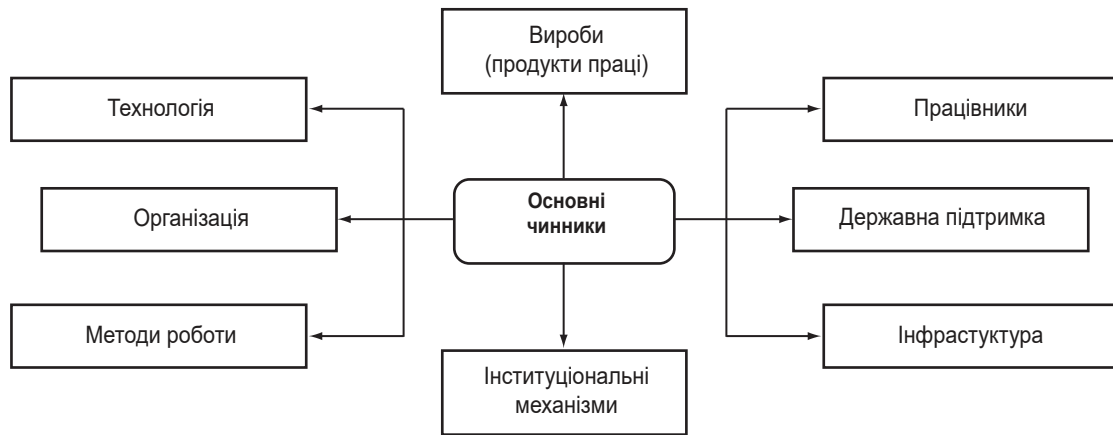 Вироби
(продукти праці)
Технологія
Працівники
Основні
чинники
Організація
Державна підтримка
Методи роботи
Інфрастуктура
Інституціональні
механізми